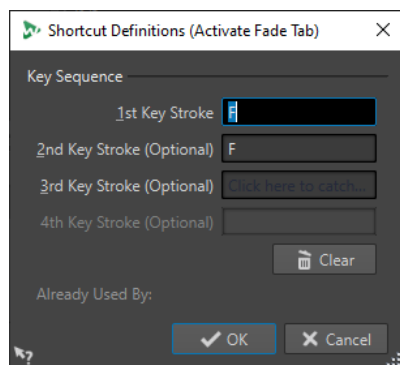 Shortcut Definitions (Activate Fade Tab)
Key Sequence
1st Key Stroke F
2nd Key Stroke (Optional) F
3rd Key Stroke (Optional) Click here to catch...
4th Key Stroke (Optional)
Clear
Already Used By:
OK Cancel